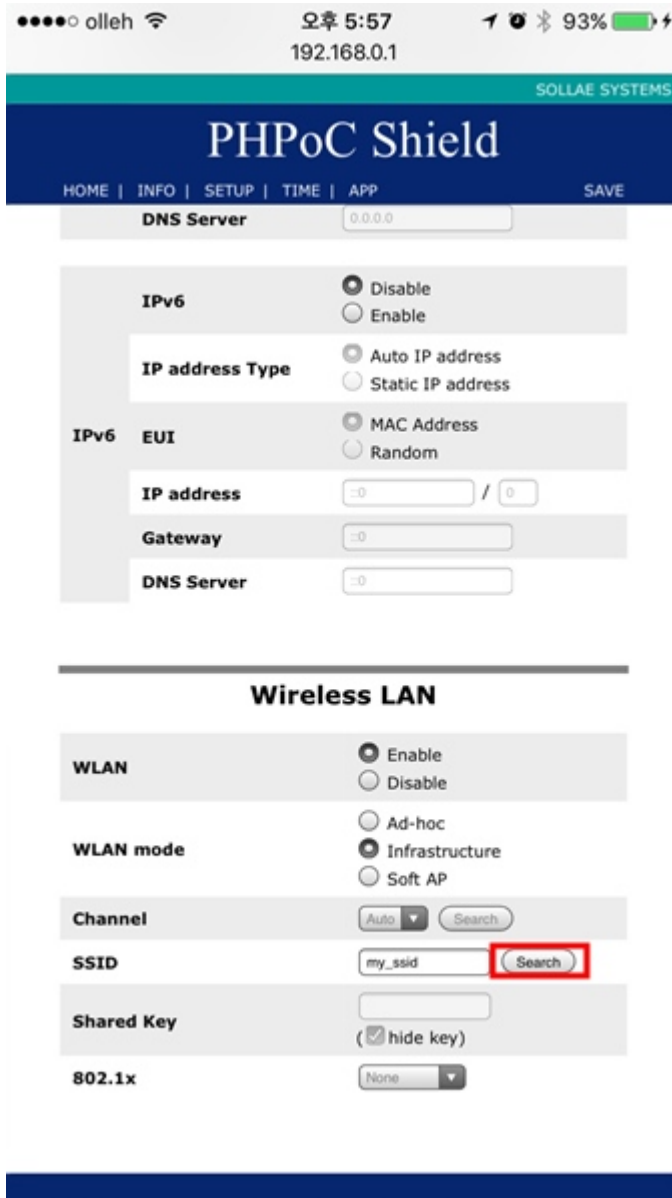 olleh 오후 5:57 93%
192.168.0.1
SOLLAE SYSTEMS
PHPoC Shield
HOME | INFO | SETUP | TIME | APP SAVE
DNS Server 0.0.0.0
IPv6 Disable
Enable
IP address Type Auto IP address
Static IP address
IPv6 EUI MAC Address
Random
IP address ::0 / 0
Gateway ::0
DNS Server ::0
Wireless LAN
WLAN Enable
Disable
WLAN mode Ad-hoc
Infrastructure
Soft AP
Channel Auto Search
SSID my_ssid Search
Shared Key
( hide key)
802.1x None